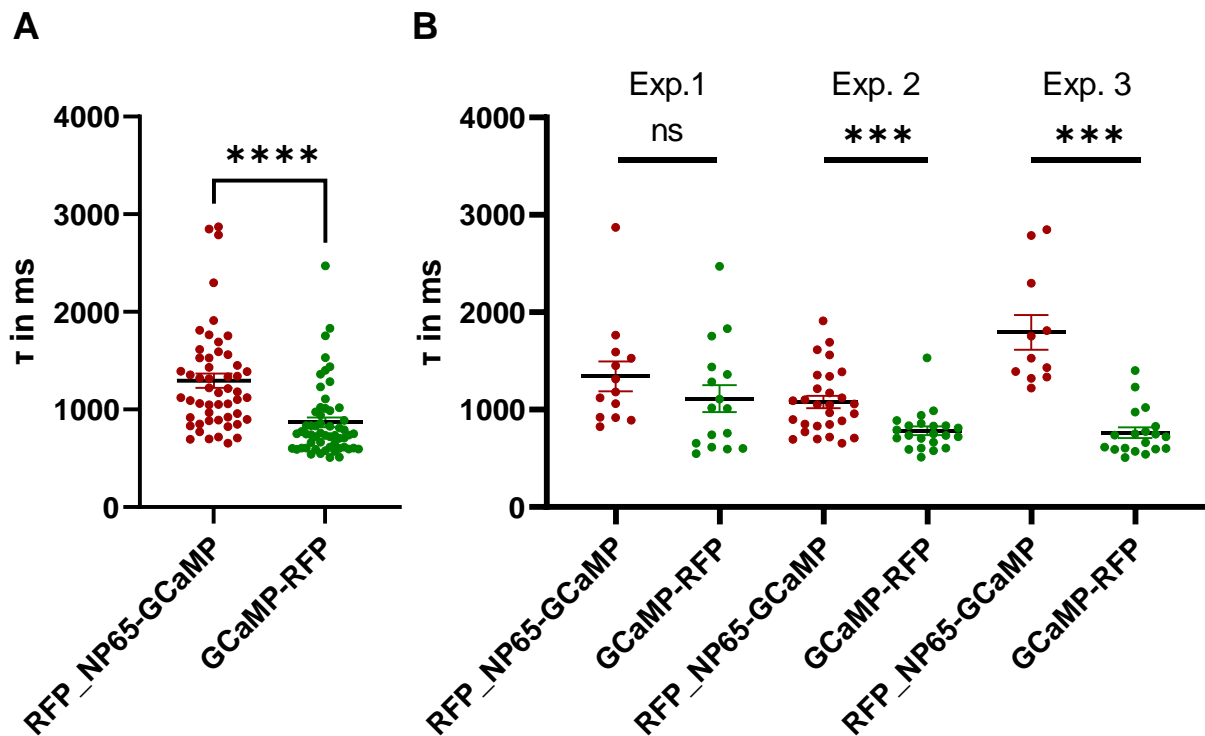 A
B
Exp.1
Exp. 2
Exp. 3
4000
3000
2000
1000
0
τ in ms
****
RFP_NP65-GCaMP
GCaMP-RFP
4000
3000
2000
1000
0
τ in ms
ns
***
***
RFP_NP65-GCaMP
GCaMP-RFP
RFP_NP65-GCaMP
GCaMP-RFP
RFP_NP65-GCaMP
GCaMP-RFP